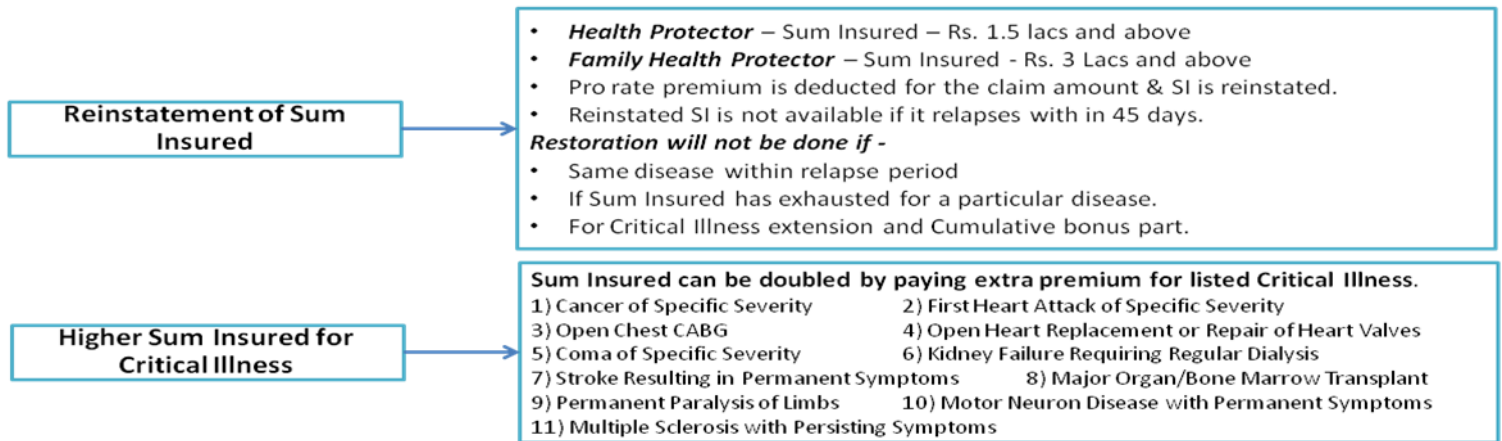 Reinstatement of Sum
Insured
• Health Protector – Sum Insured – Rs. 1.5 lacs and above
• Family Health Protector – Sum Insured - Rs. 3 Lacs and above
• Pro rate premium is deducted for the claim amount & SI is reinstated.
• Reinstated SI is not available if it relapses with in 45 days.
Restoration will not be done if -
• Same disease within relapse period
• If Sum Insured has exhausted for a particular disease.
• For Critical Illness extension and Cumulative bonus part.
Higher Sum Insured for
Critical Illness
Sum Insured can be doubled by paying extra premium for listed Critical Illness.
1) Cancer of Specific Severity 2) First Heart Attack of Specific Severity
3) Open Chest CABG 4) Open Heart Replacement or Repair of Heart Valves
5) Coma of Specific Severity 6) Kidney Failure Requiring Regular Dialysis
7) Stroke Resulting in Permanent Symptoms 8) Major Organ/Bone Marrow Transplant
9) Permanent Paralysis of Limbs 10) Motor Neuron Disease with Permanent Symptoms
11) Multiple Sclerosis with Persisting Symptoms